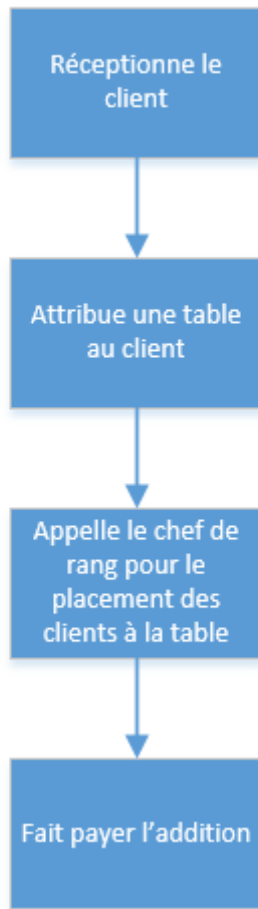 Réceptionne le
client
Attribue une table
au client
Appelle le chef de
rang pour le
placement des
clients à la table
Fait payer l’addition